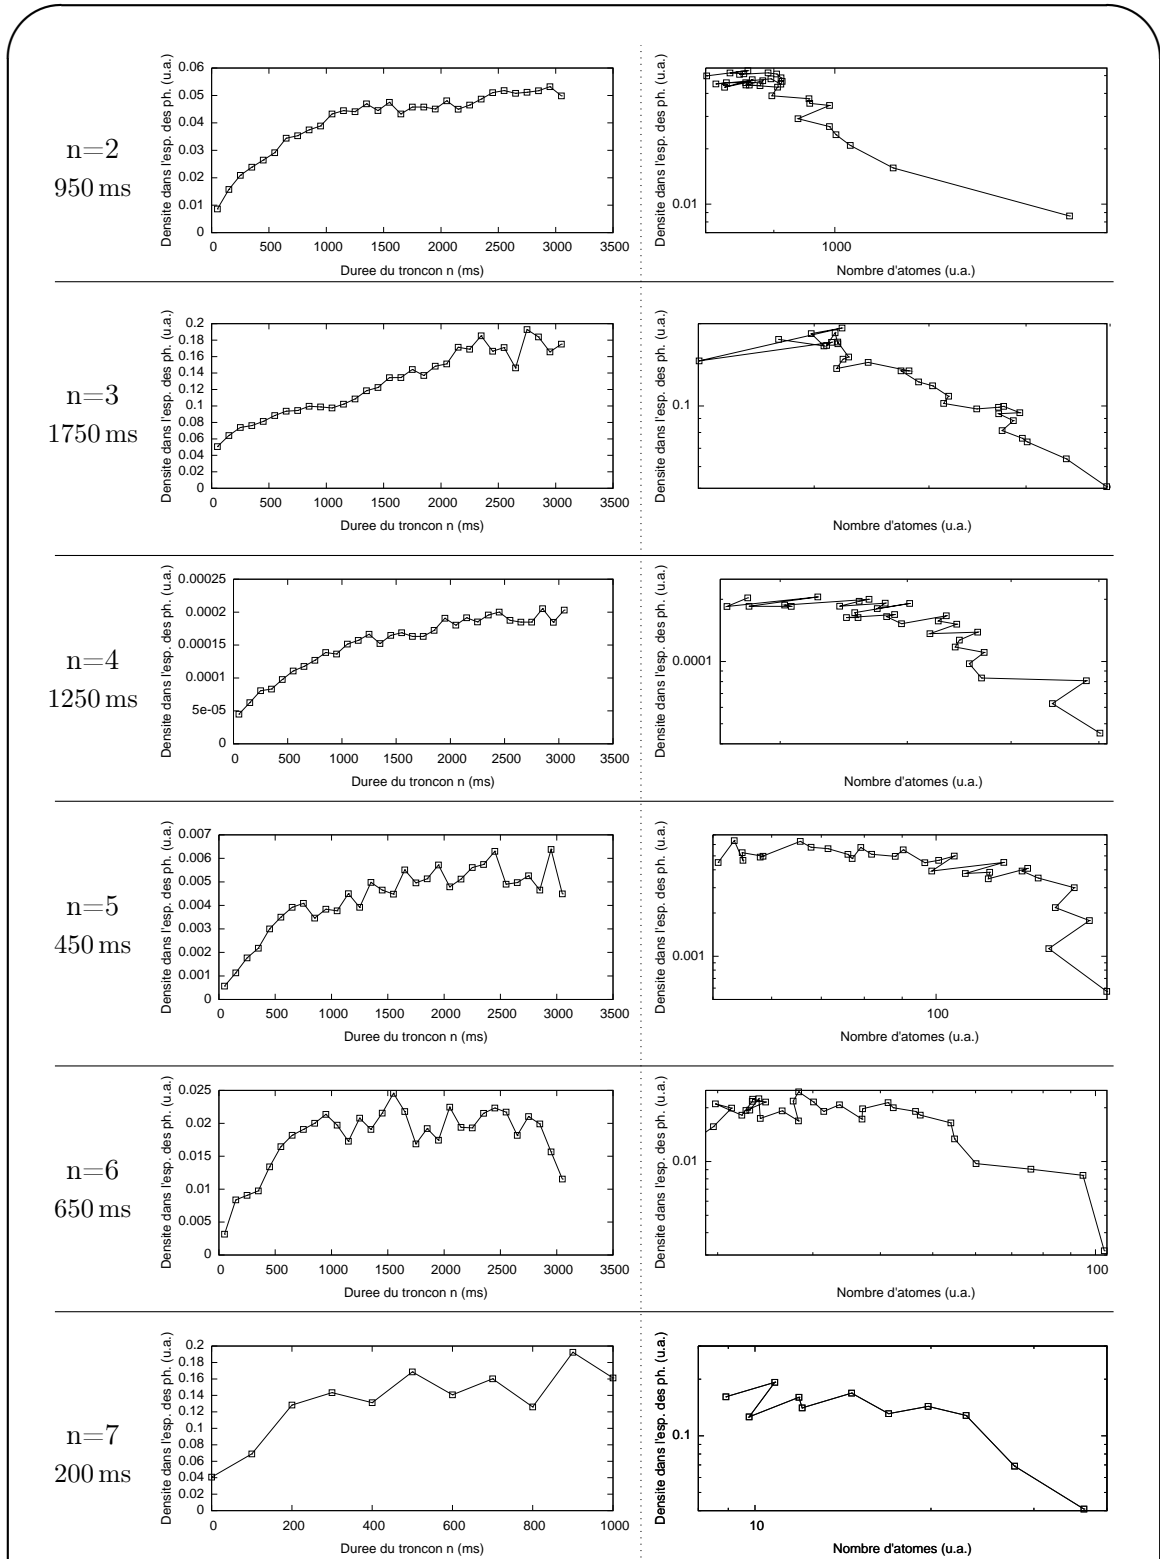 n=2
950 ms
Densite dans l'esp. des ph. (u.a.)
0.06
0.05
0.04
0.03
0.02
0.01
0
0 500 1000 1500 2000 2500 3000 3500
Duree du troncon n (ms)
Densite dans l'esp. des ph. (u.a.)
0.01
1000
Nombre d'atomes (u.a.)
n=3
1750 ms
Densite dans l'esp. des ph. (u.a.)
0.2
0.18
0.16
0.14
0.12
0.1
0.08
0.06
0.04
0.02
0
0 500 1000 1500 2000 2500 3000 3500
Duree du troncon n (ms)
Densite dans l'esp. des ph. (u.a.)
0.1
Nombre d'atomes (u.a.)
n=4
1250 ms
Densite dans l'esp. des ph. (u.a.)
0.00025
0.0002
0.00015
0.0001
5e-05
0
0 500 1000 1500 2000 2500 3000 3500
Duree du troncon n (ms)
Densite dans l'esp. des ph. (u.a.)
0.0001
Nombre d'atomes (u.a.)
n=5
450 ms
Densite dans l'esp. des ph. (u.a.)
0.007
0.006
0.005
0.004
0.003
0.002
0.001
0
0 500 1000 1500 2000 2500 3000 3500
Duree du troncon n (ms)
Densite dans l'esp. des ph. (u.a.)
0.001
100
Nombre d'atomes (u.a.)
n=6
650 ms
Densite dans l'esp. des ph. (u.a.)
0.025
0.02
0.015
0.01
0.005
0
0 500 1000 1500 2000 2500 3000 3500
Duree du troncon n (ms)
Densite dans l'esp. des ph. (u.a.)
0.01
100
Nombre d'atomes (u.a.)
n=7
200 ms
Densite dans l'esp. des ph. (u.a.)
0.2
0.18
0.16
0.14
0.12
0.1
0.08
0.06
0.04
0.02
0
0 200 400 600 800 1000
Duree du troncon n (ms)
Densite dans l'esp. des ph. (u.a.)
0.1
10
Nombre d'atomes (u.a.)